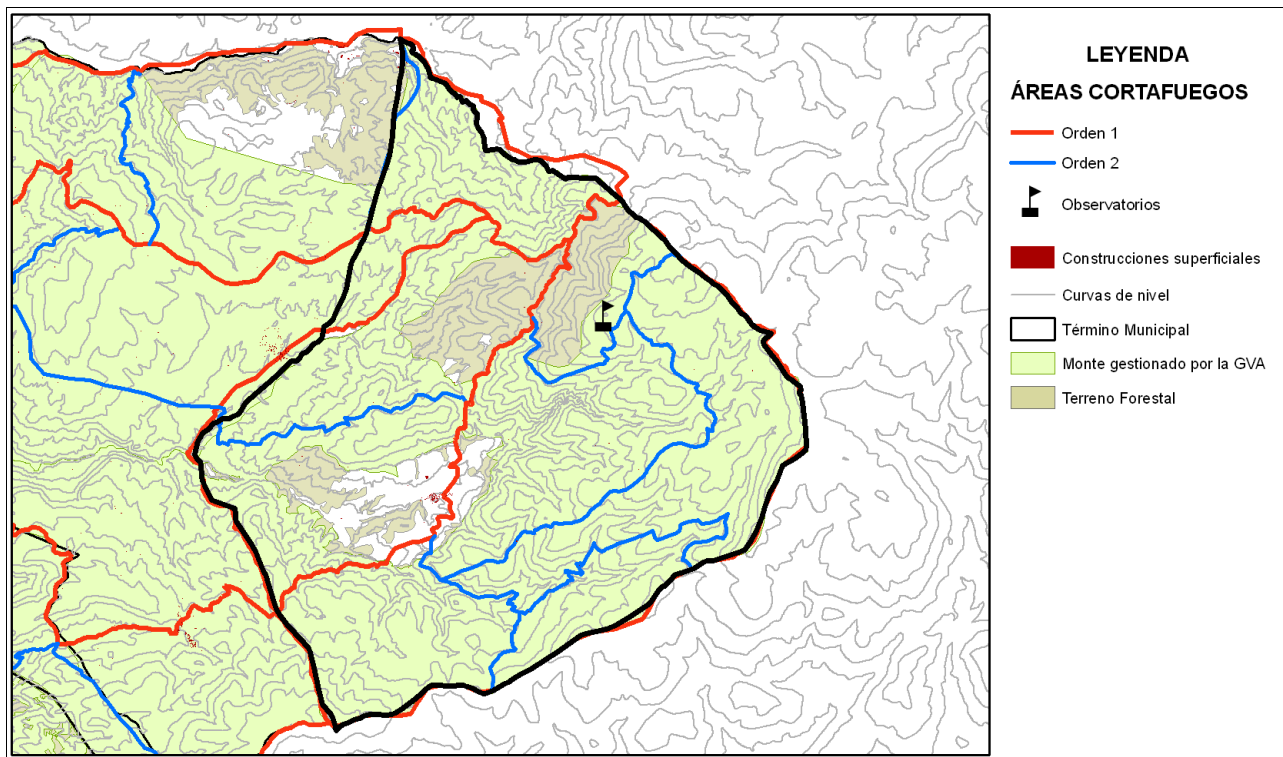 LEYENDA
ÁREAS CORTAFUEGOS
Orden 1
Orden 2
Observatorios
Construcciones superficiales
Curvas de nivel
Término Municipal
Monte gestionado por la GVA
Terreno Forestal